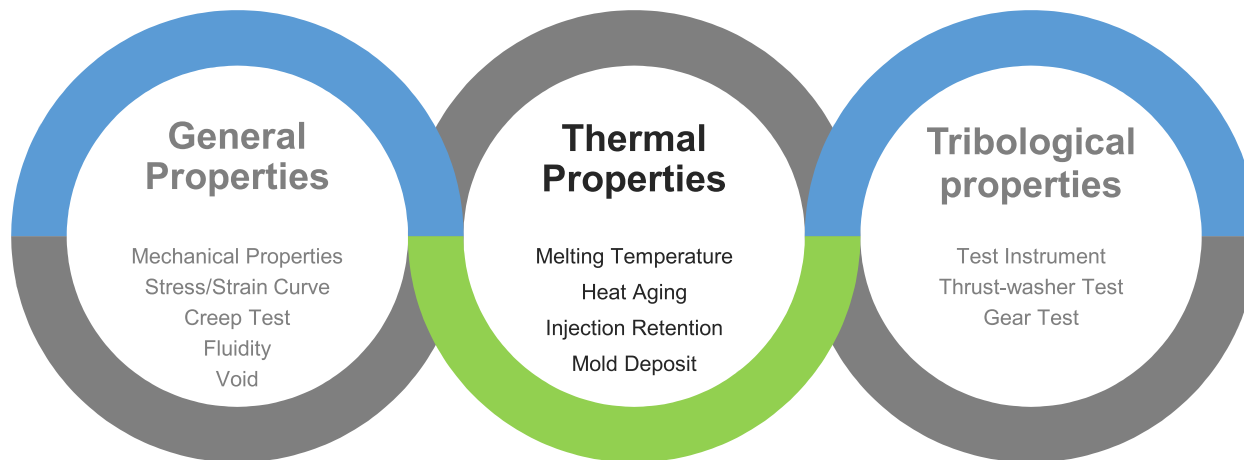 General
Properties
Mechanical Properties
Stress/Strain Curve
Creep Test
Fluidity
Void
Thermal
Properties
Melting Temperature
Heat Aging
Injection Retention
Mold Deposit
Tribological
properties
Test Instrument
Thrust-washer Test
Gear Test